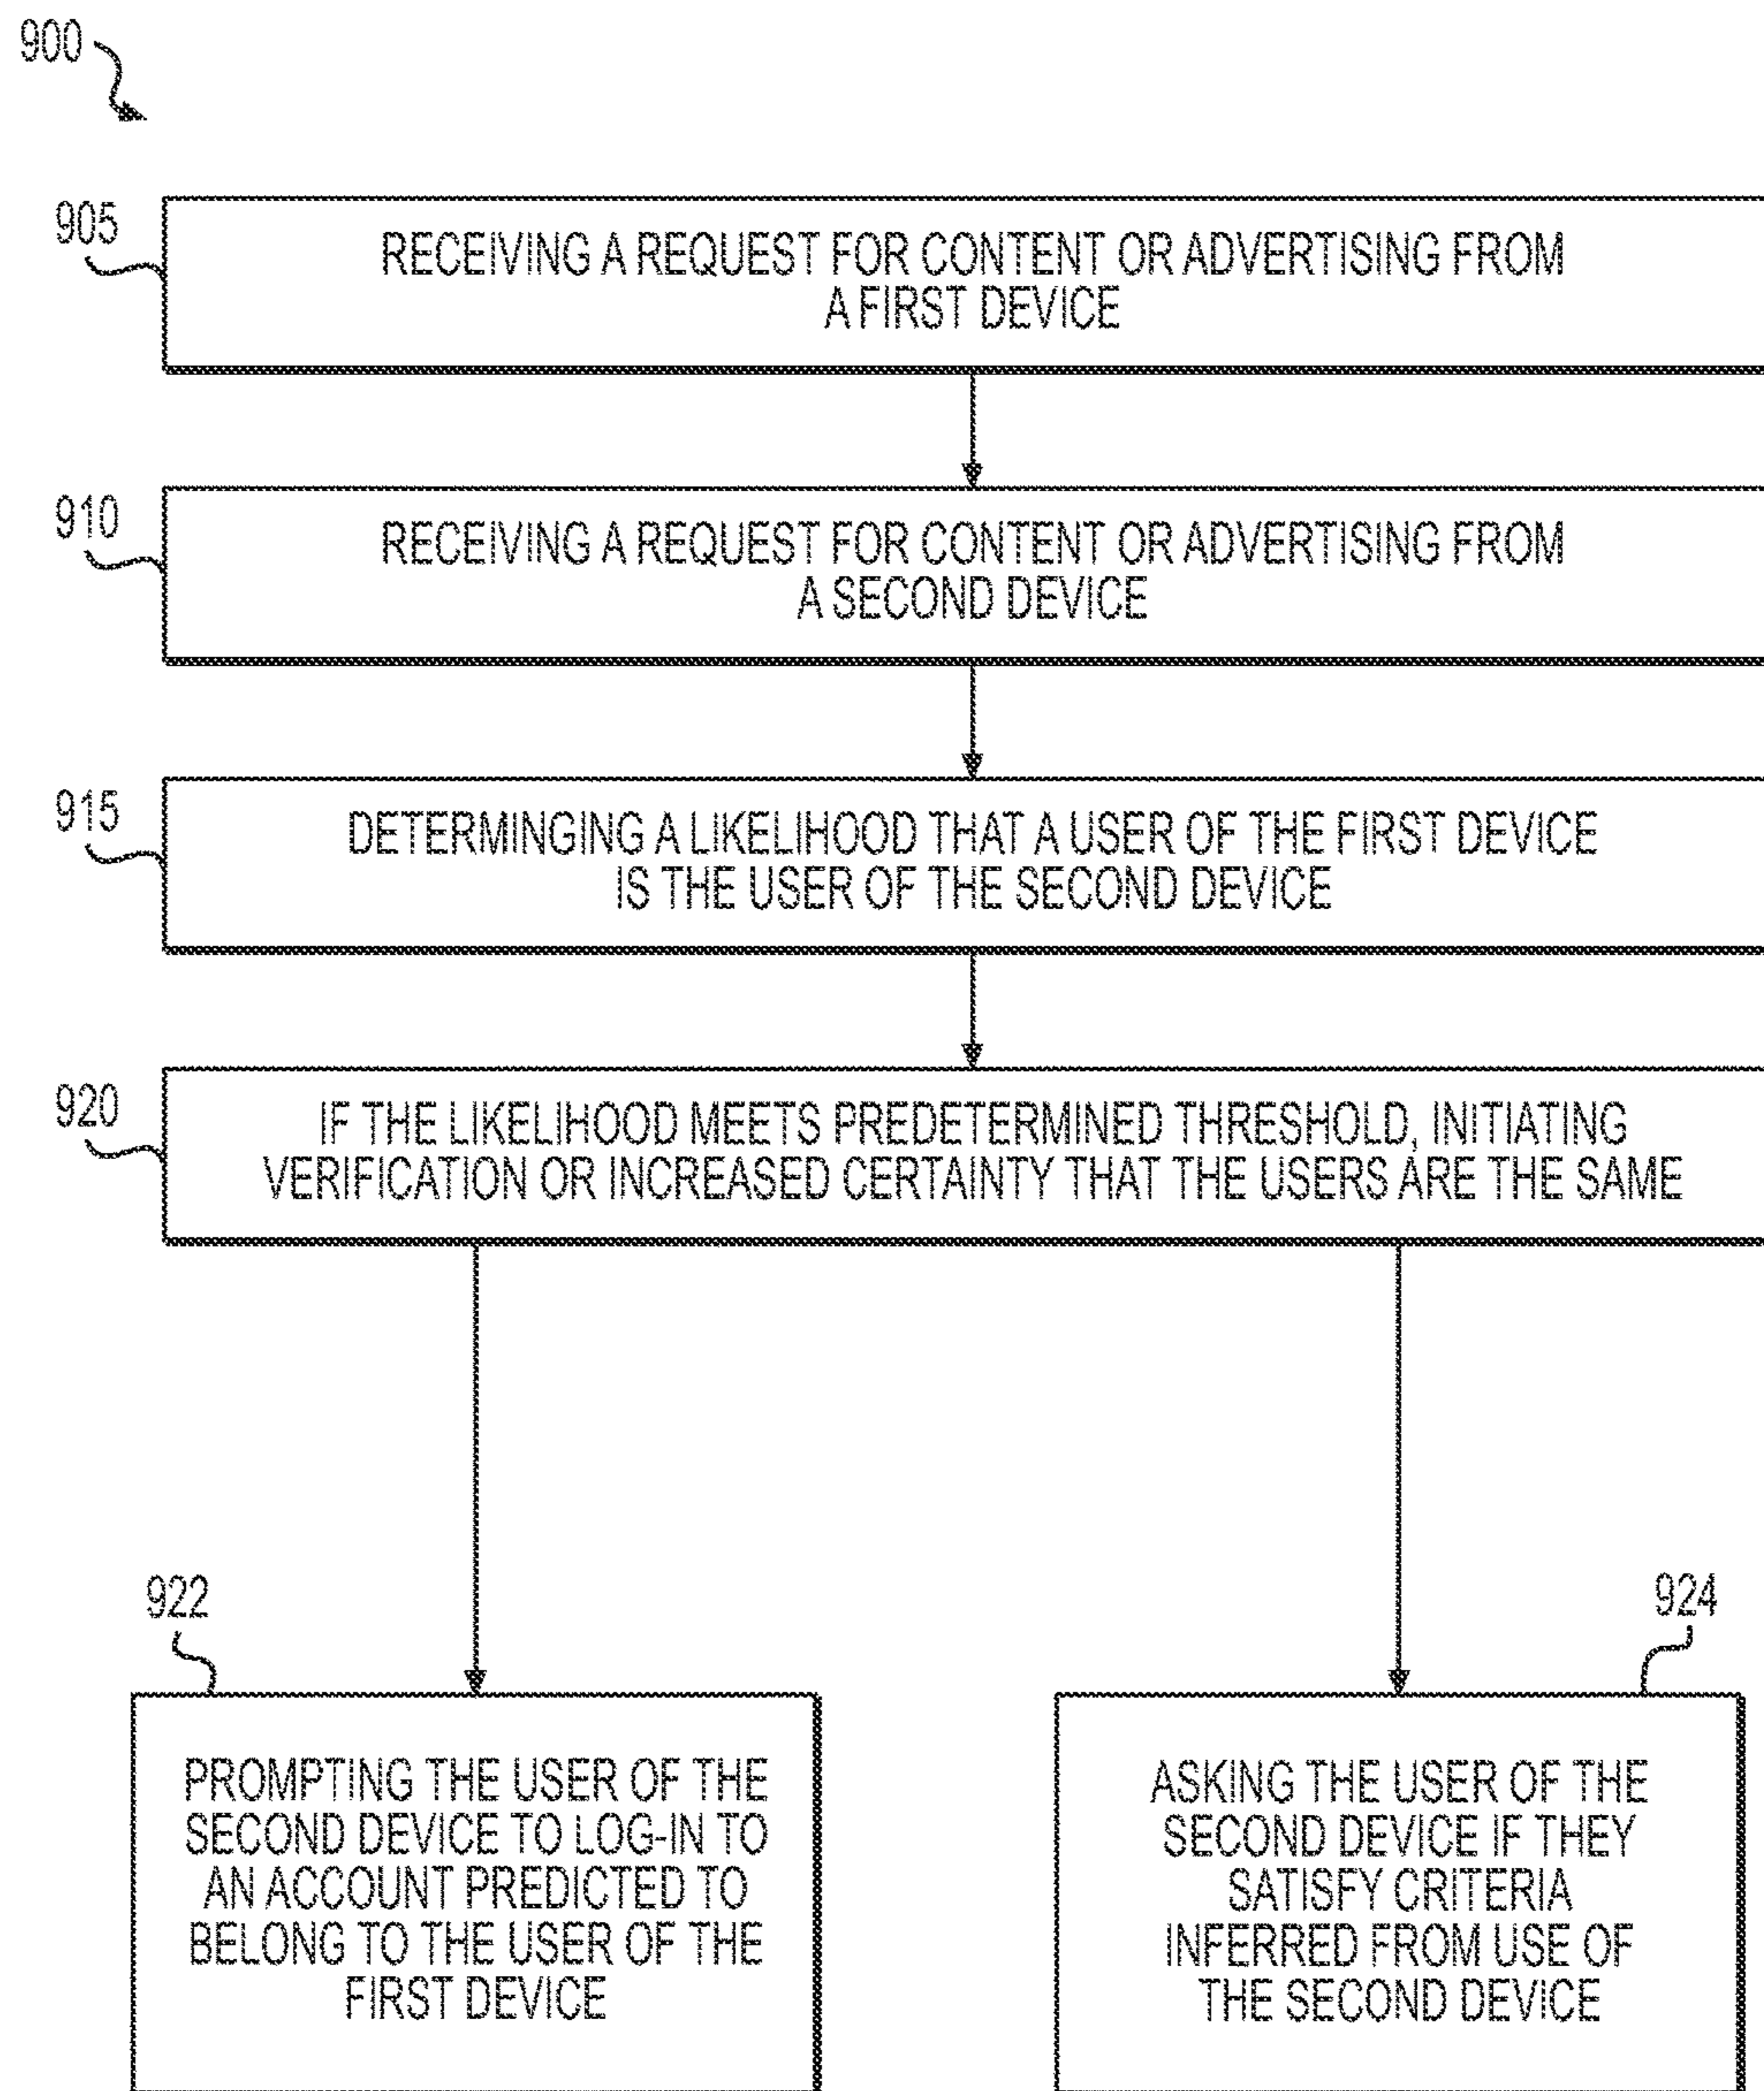 900
905
RECEIVING A REQUEST FOR CONTENT OR ADVERTISING FROM
A FIRST DEVICE
910
RECEIVING A REQUEST FOR CONTENT OR ADVERTISING FROM
A SECOND DEVICE
915
DETERMINGING A LIKELIHOOD THAT A USER OF THE FIRST DEVICE
IS THE USER OF THE SECOND DEVICE
920
IF THE LIKELIHOOD MEETS PREDETERMINED THRESHOLD, INITIATING
VERIFICATION OR INCREASED CERTAINTY THAT THE USERS ARE THE SAME
922
PROMPTING THE USER OF THE
SECOND DEVICE TO LOG-IN TO
AN ACCOUNT PREDICTED TO
BELONG TO THE USER OF THE
FIRST DEVICE
924
ASKING THE USER OF THE
SECOND DEVICE IF THEY
SATISFY CRITERIA
INFERRED FROM USE OF
THE SECOND DEVICE